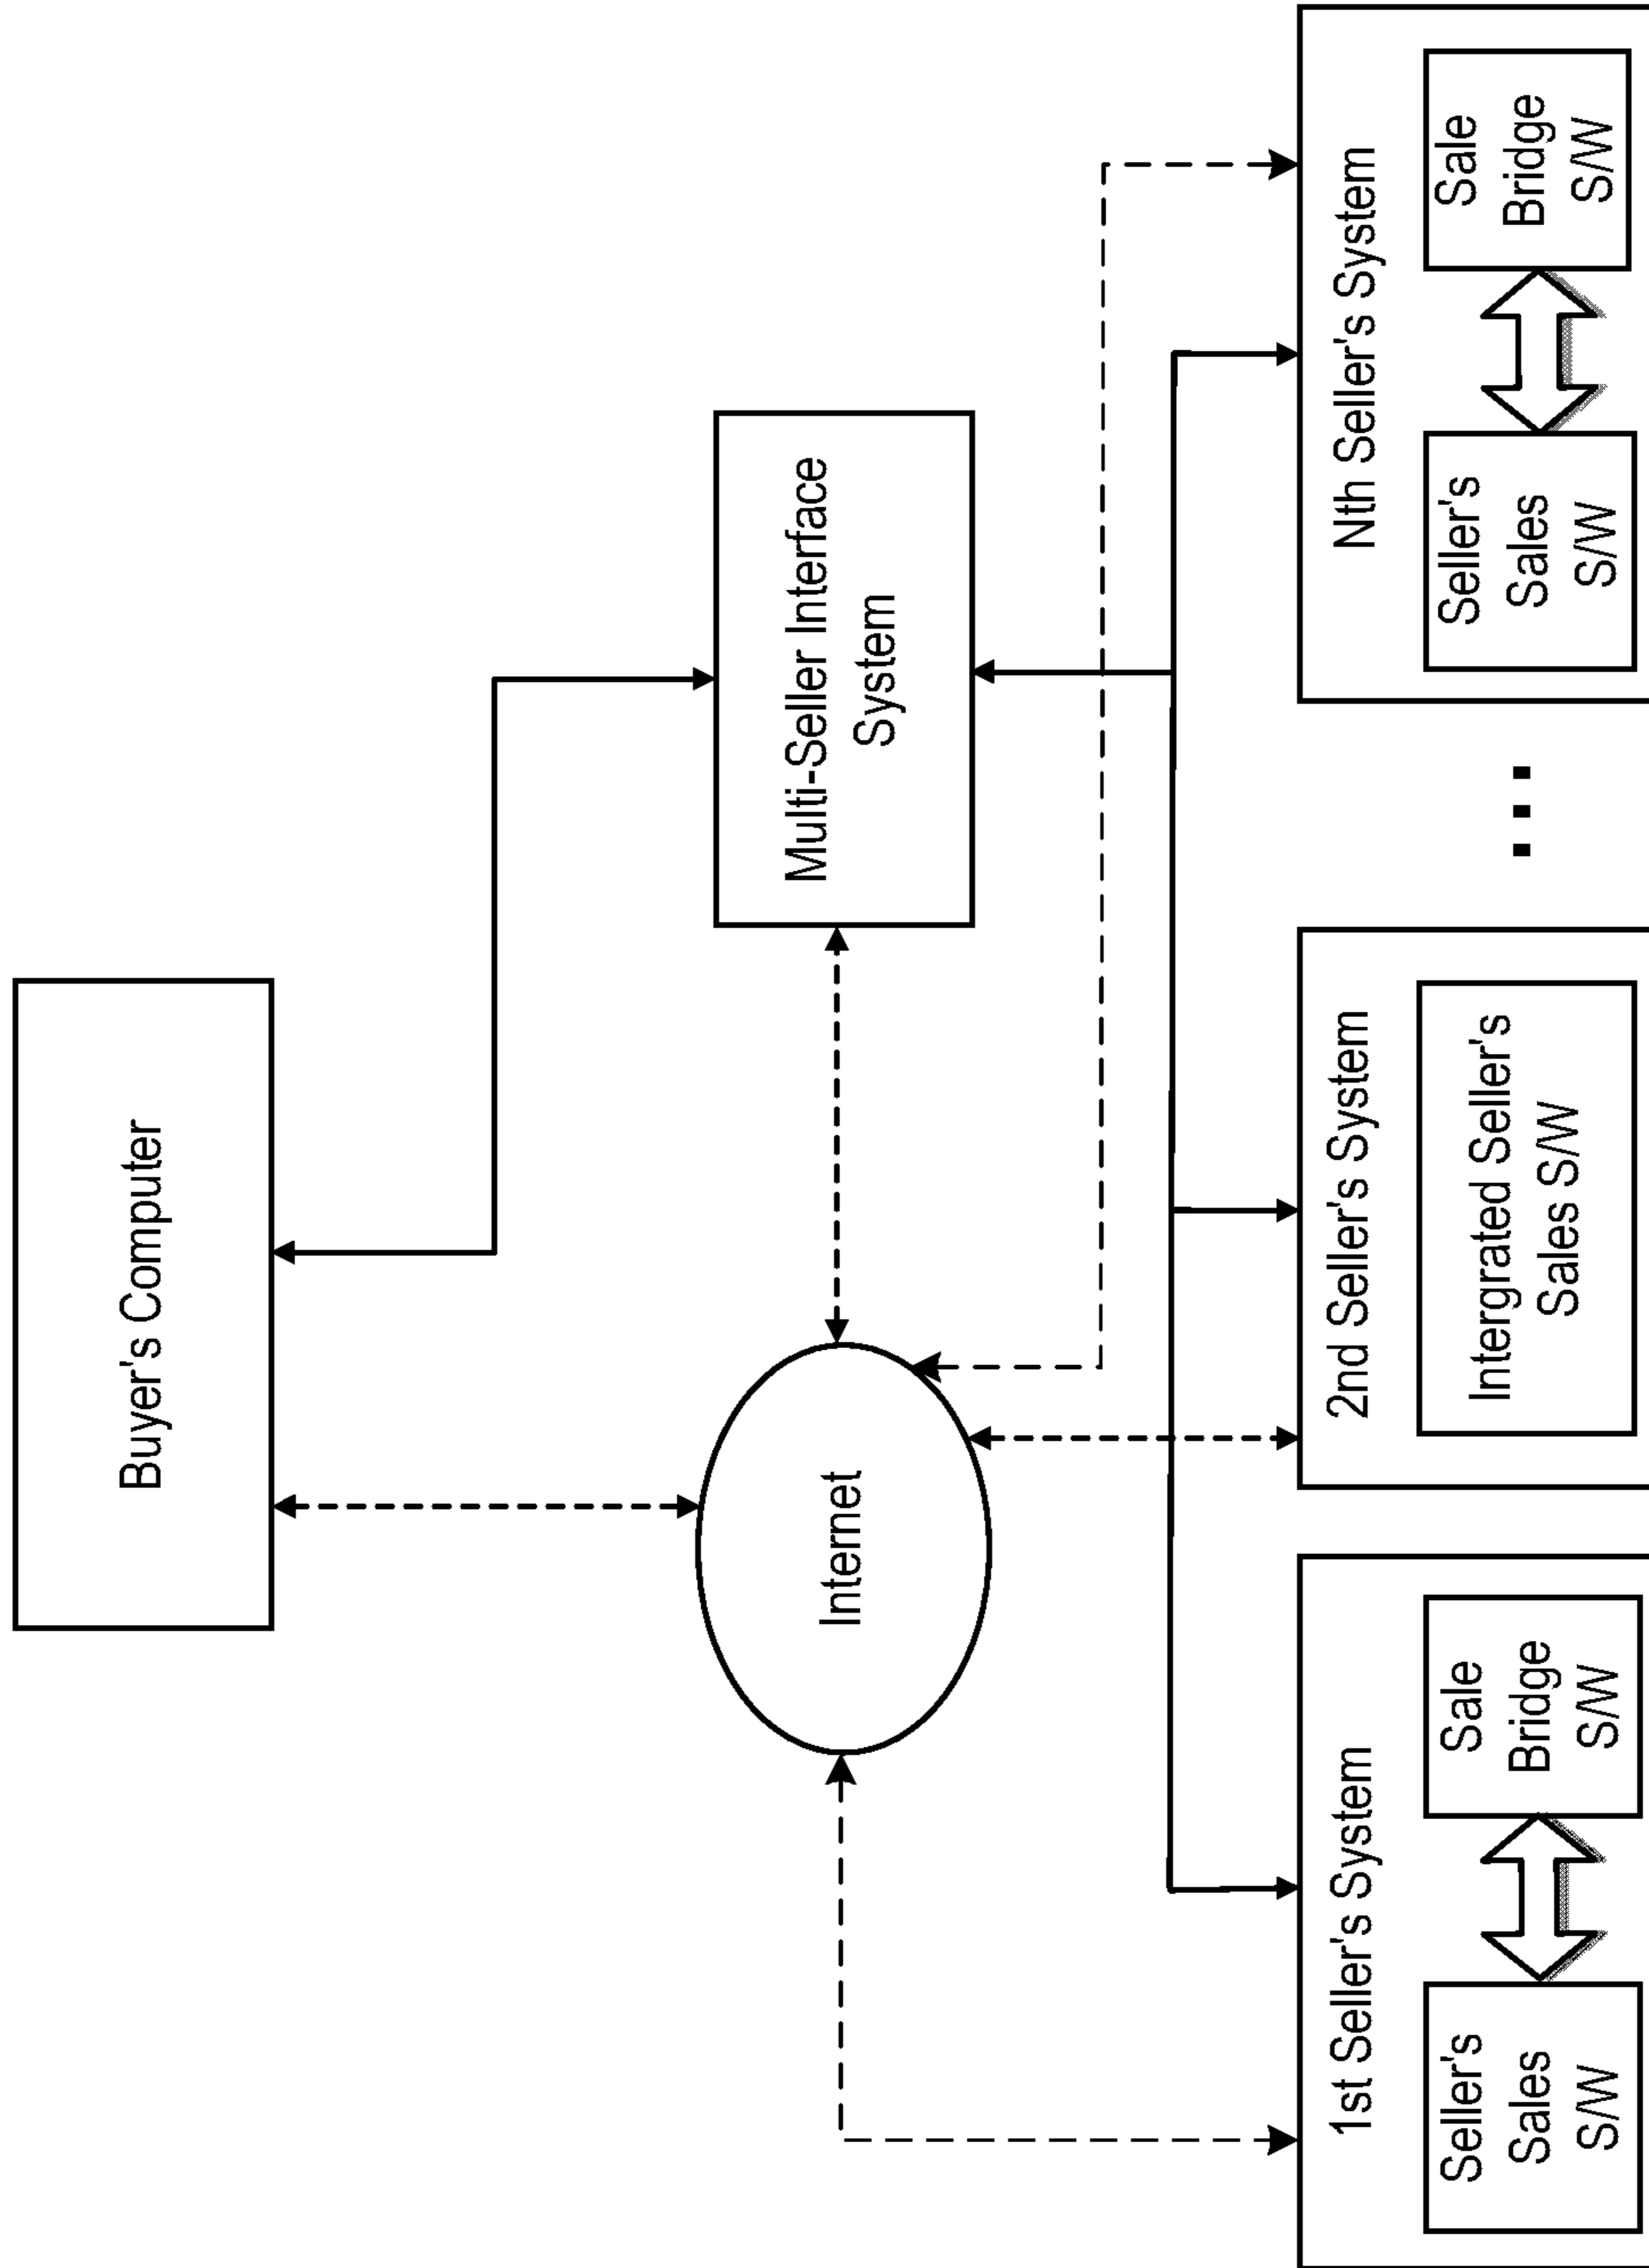 Buyer's Computer
Internet
Multi-Seller Interface
System
1st Seller's System
Seller's
Sales
S/W
Sale
Bridge
S/W
2nd Seller's System
Intergrated Seller's
Sales S/W
...
Nth Seller's System
Seller's
Sales
S/W
Sale
Bridge
S/W